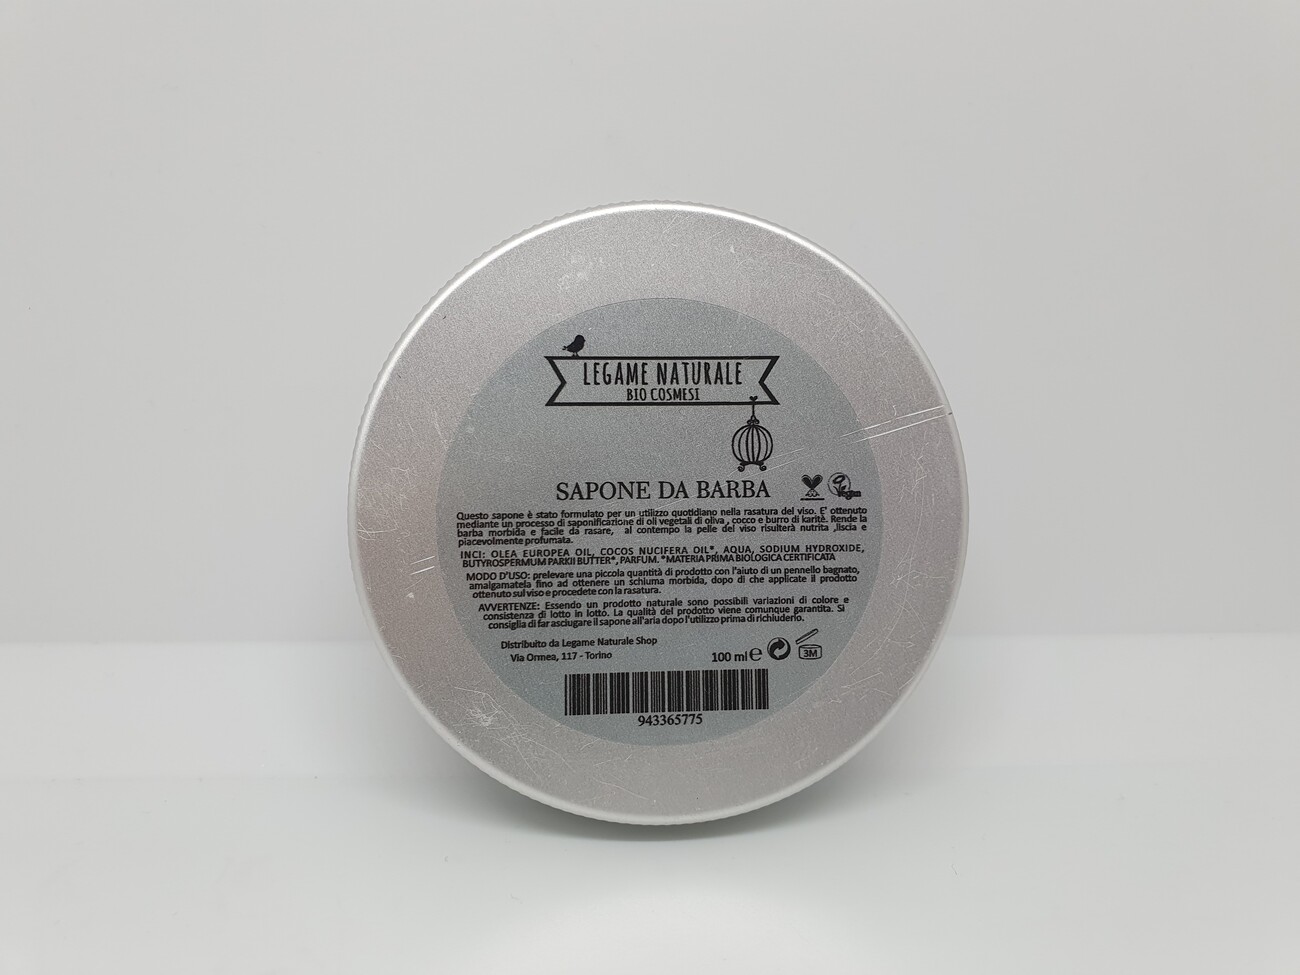 LEGAME NATURALE
BIO COSMESI
SAPONE DA BARBA
Vegan
Questo sapone è stato formulato per un utilizzo quotidiano nella rasatura del viso. E' ottenuto
mediante un processo di saponificazione di oli vegetali di oliva , cocco e burro di karitè. Rende la
barba morbida e facile da rasare, al contempo la pelle del viso risulterà nutrita ,liscia e
piacevolmente profumata.
INCI: OLEA EUROPEA OIL, COCOS NUCIFERA OIL*, AQUA, SODIUM HYDROXIDE,
BUTYROSPERMUM PARKII BUTTER*, PARFUM. *MATERIA PRIMA BIOLOGICA CERTIFICATA
MODO D'USO: prelevare una piccola quantità di prodotto con l'aiuto di un pennello bagnato,
amalgamatela fino ad ottenere un schiuma morbida, dopo di che applicate il prodotto
ottenuto sul viso e procedete con la rasatura.
AVVERTENZE: Essendo un prodotto naturale sono possibili variazioni di colore e
consistenza di lotto in lotto. La qualità del prodotto viene comunque garantita. Si
consiglia di far asciugare il sapone all'aria dopo l'utilizzo prima di richiuderlo.
Distribuito da Legame Naturale Shop
Via Ormea, 117 - Torino
100 ml e
3M
943365775